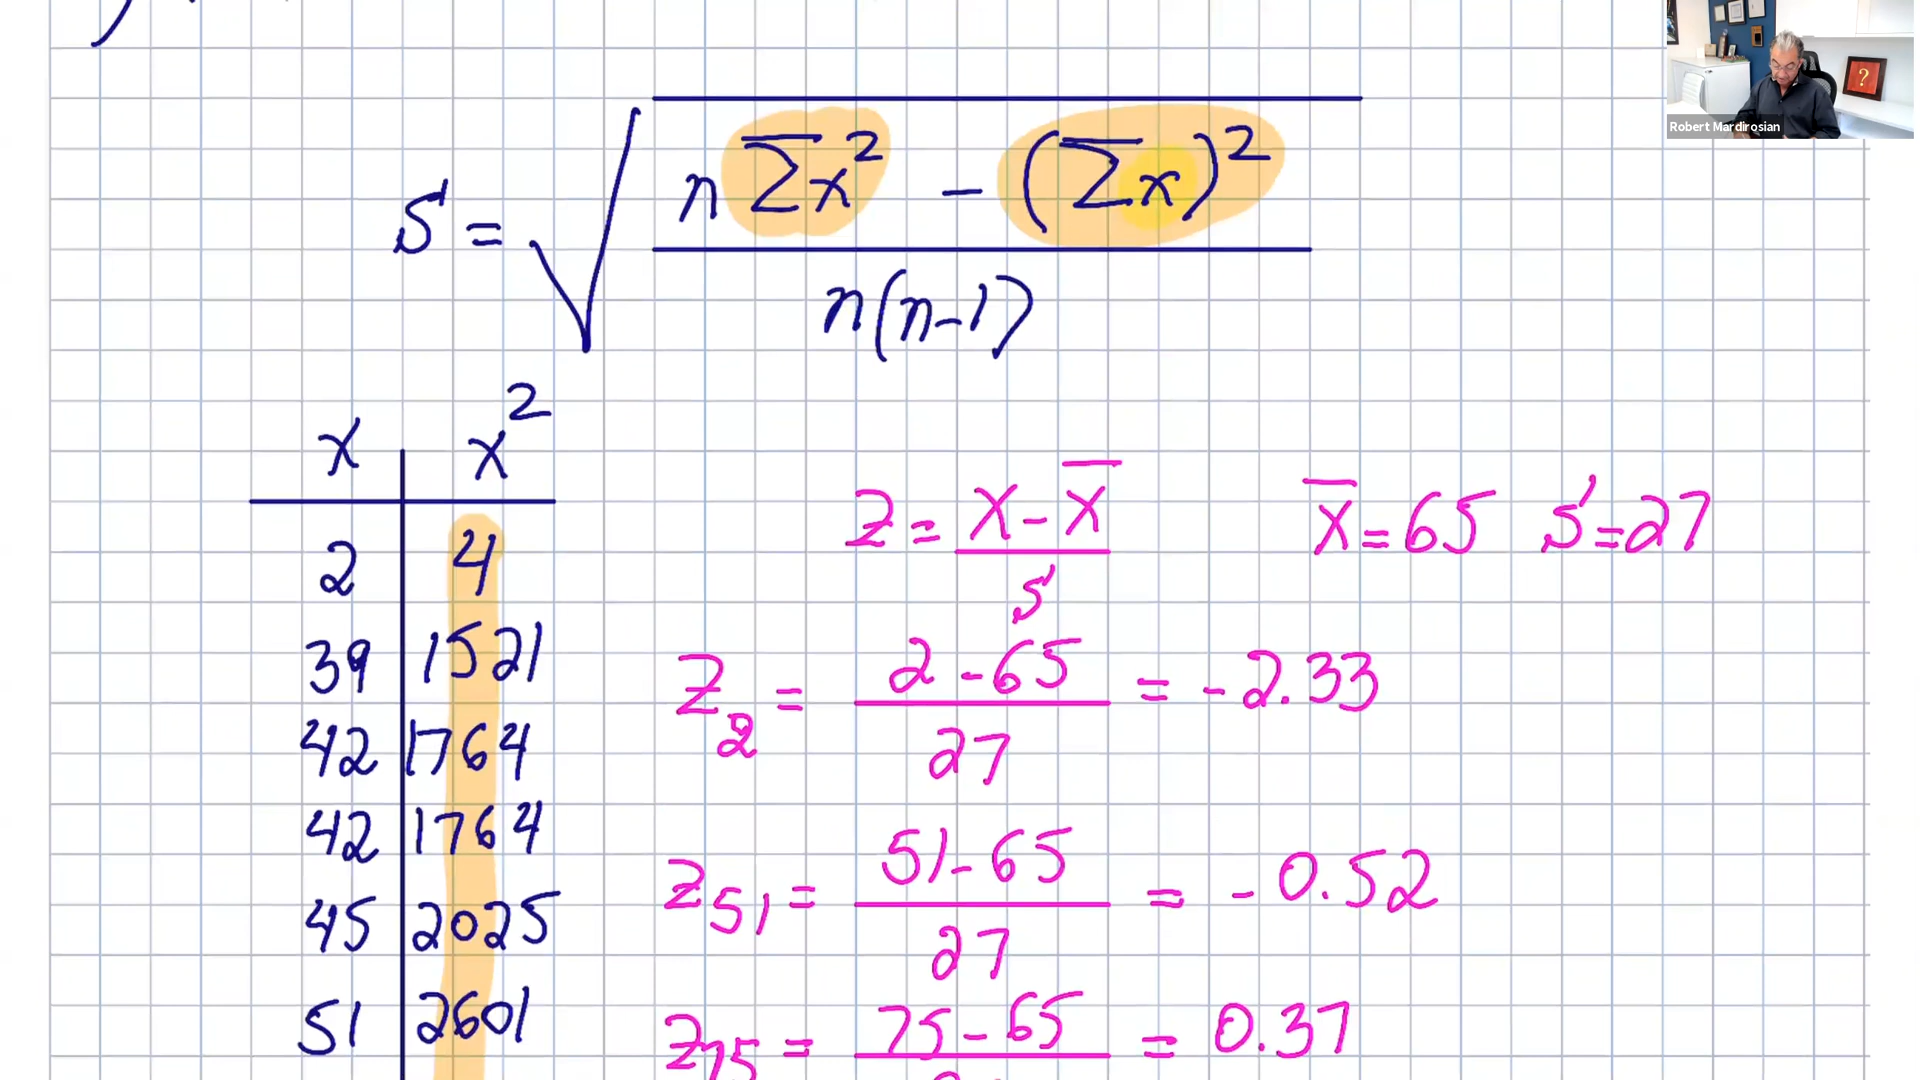 Robert Mardirosian
?
s = √ n Σx² − (Σx)²
n(n-1)
x x²
2 4
39 1521
42 1764
42 1764
45 2025
51 2601
z = x - x̄
s
x̄ = 65 s = 27
z₂ = 2 - 65 = -2.33
27
z₅₁ = 51 - 65 = -0.52
27
z₇₅ = 75 - 65 = 0.37